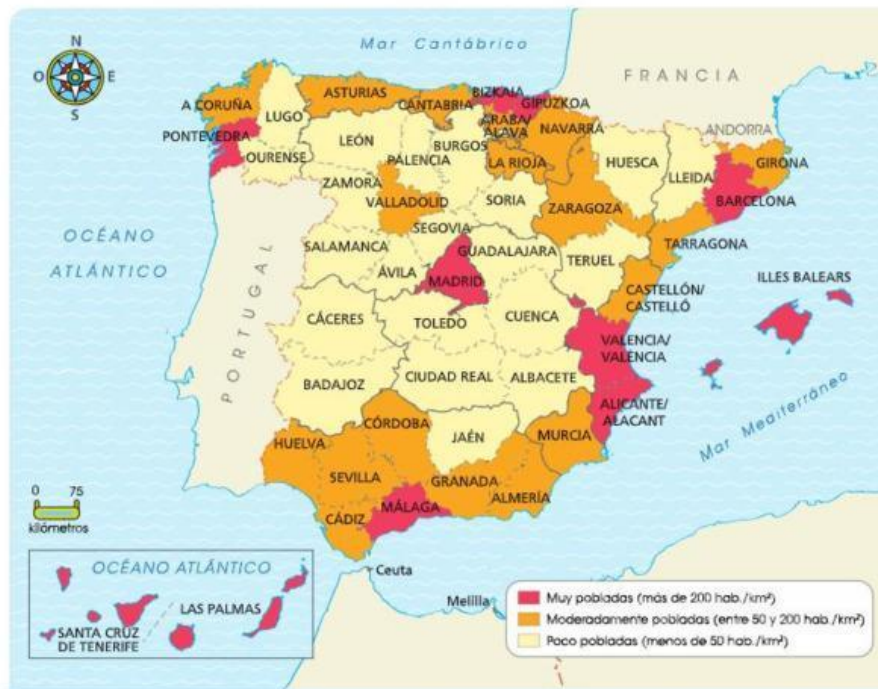 N
O
E
S
Mar Cantábrico
FRANCIA
ANDORRA
PORTUGAL
OCÉANO
ATLÁNTICO
Mar Mediterráneo
A CORUÑA
LUGO
PONTEVEDRA
OURENSE
ASTURIAS
CANTABRIA
BIZKAIA
GIPUZKOA
ARABA/
ÁLAVA
NAVARRA
LA RIOJA
LEÓN
PALENCIA
BURGOS
ZAMORA
VALLADOLID
SORIA
SEGOVIA
SALAMANCA
ÁVILA
MADRID
GUADALAJARA
HUESCA
ZARAGOZA
TERUEL
LLEIDA
GIRONA
BARCELONA
TARRAGONA
CASTELLÓN/
CASTELLÓ
VALENCIA/
VALÈNCIA
ALICANTE/
ALACANT
ILLES BALEARS
CÁCERES
TOLEDO
CUENCA
BADAJOZ
CIUDAD REAL
ALBACETE
HUELVA
CÓRDOBA
JAÉN
MURCIA
SEVILLA
GRANADA
ALMERÍA
CÁDIZ
MÁLAGA
Ceuta
Melilla
0 75
kilómetros
OCÉANO ATLÁNTICO
LAS PALMAS
SANTA CRUZ
DE TENERIFE
Muy pobladas (más de 200 hab./km²)
Moderadamente pobladas (entre 50 y 200 hab./km²)
Poco pobladas (menos de 50 hab./km²)